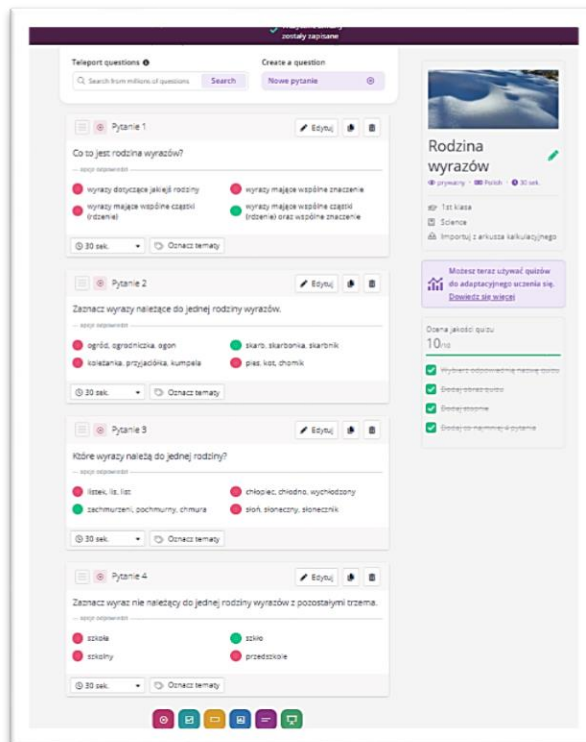 zostały zapisane
Teleport questions
Create a question
Search from millions of questions
Search
Nowe pytanie
Pytanie 1
Edytuj
Co to jest rodzina wyrazów?
opcje odpowiedzi
wyrazy dotyczące jakiejś rodziny
wyrazy mające wspólne znaczenie
wyrazy mające wspólne cząstki
(rdzenie)
wyrazy mające wspólne cząstki
(rdzenie) oraz wspólne znaczenie
30 sek.
Oznacz tematy
Pytanie 2
Edytuj
Zaznacz wyrazy należące do jednej rodziny wyrazów.
opcje odpowiedzi
ogród, ogrodniczka, ogon
skarb, skarbonka, skarbnik
koleżanka, przyjaciółka, kumpela
pies, kot, chomik
30 sek.
Oznacz tematy
Pytanie 3
Edytuj
Które wyrazy należą do jednej rodziny?
opcje odpowiedzi
listek, lis, list
chłopiec, chłodno, wychłodzony
zachmurzeni, pochmurny, chmura
słoń, słoneczny, słonecznik
30 sek.
Oznacz tematy
Pytanie 4
Edytuj
Zaznacz wyraz nie należący do jednej rodziny wyrazów z pozostałymi trzema.
opcje odpowiedzi
szkoła
szkło
szkolny
przedszkole
30 sek.
Oznacz tematy
Rodzina
wyrazów
prywatny
Polish
30 sek.
1st klasa
Science
Importuj z arkusza kalkulacyjnego
Możesz teraz używać quizów
do adaptacyjnego uczenia się.
Dowiedz się więcej
Ocena jakości quizu
10/10
Wybierz odpowiednią nazwę quizu
Dodaj obraz quizu
Dodaj stopnie
Dodaj co najmniej 4 pytania